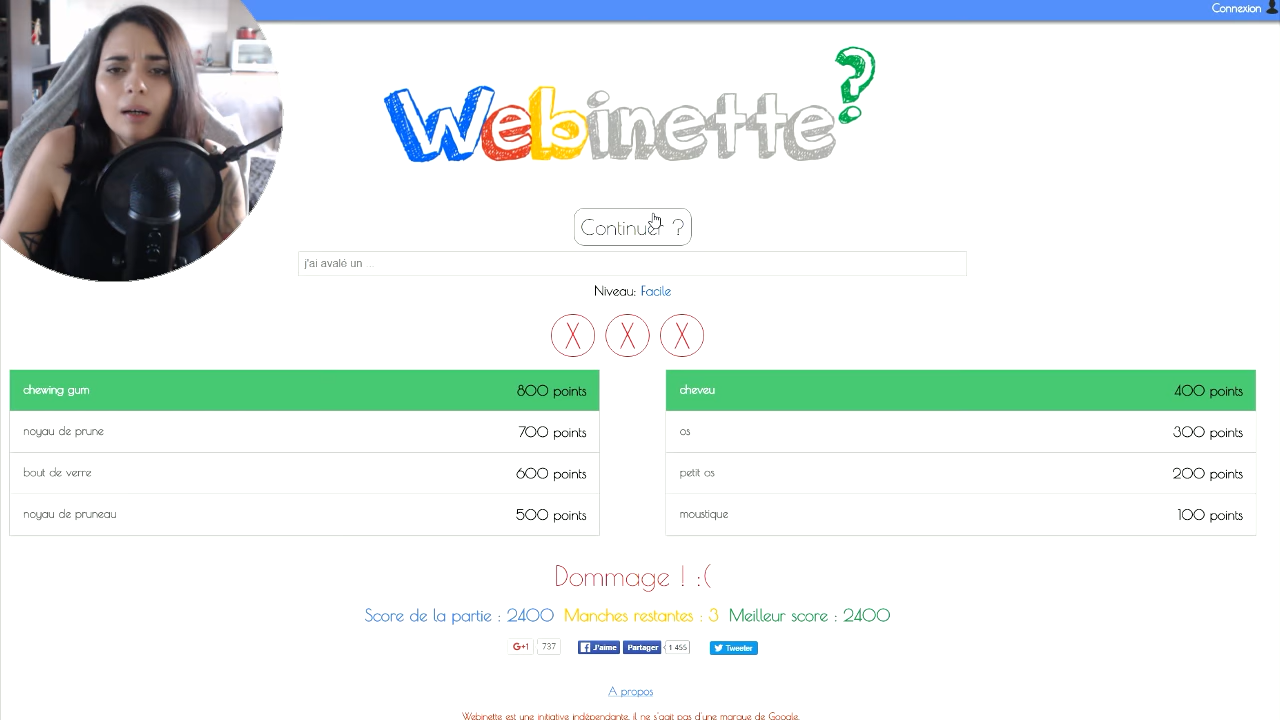 Connexion
Webinette?
Continuer ?
j'ai avalé un ...
Niveau: Facile
X X X
chewing gum 800 points
noyau de prune 700 points
bout de verre 600 points
noyau de pruneau 500 points
cheveu 400 points
os 300 points
petit os 200 points
moustique 100 points
Dommage ! :(
Score de la partie : 2400 Manches restantes : 3 Meilleur score : 2400
G+1 737 J'aime Partager 1 455 Tweeter
A propos
Webinette est une initiative indépendante, il ne s'agit pas d'une marque de Google.